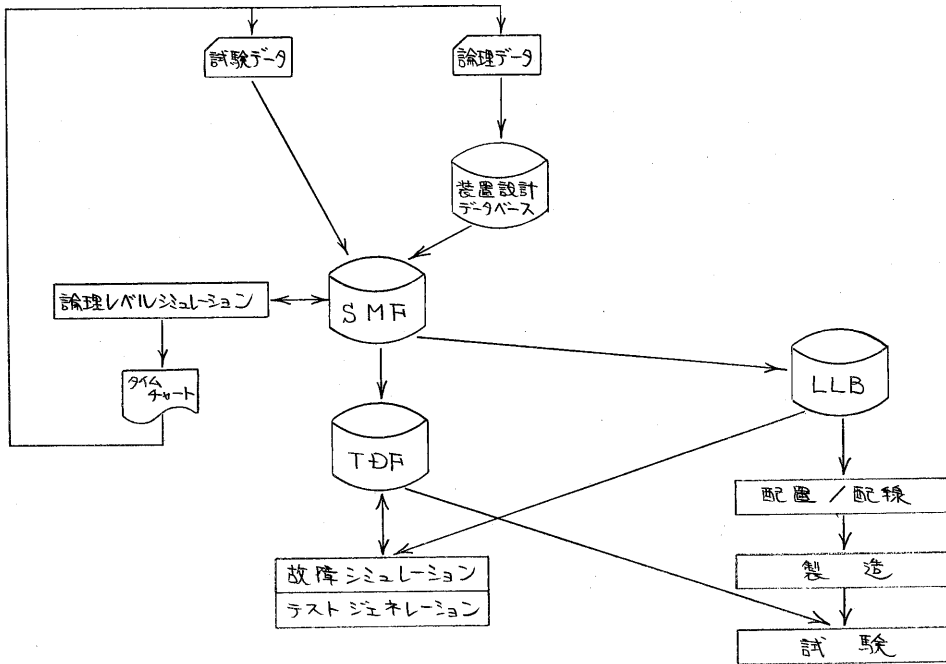 試験データ
論理データ
装置設計
データベース
SMF
論理レベルシミュレーション
タイム
チャート
LLB
TDF
配置/配線
故障シミュレーション
製造
テストジェネレーション
試験